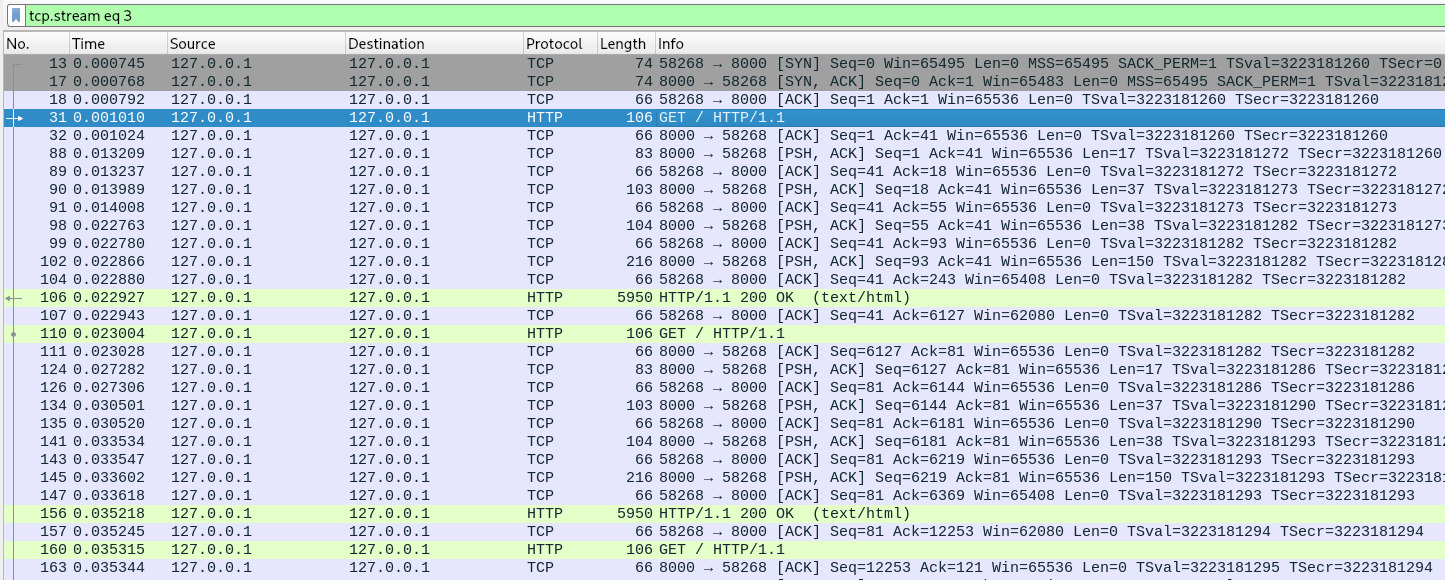 tcp.stream eq 3
No. Time Source Destination Protocol Length Info
13 0.000745 127.0.0.1 127.0.0.1 TCP 74 58268 → 8000 [SYN] Seq=0 Win=65495 Len=0 MSS=65495 SACK_PERM=1 TSval=3223181260 TSecr=0
17 0.000768 127.0.0.1 127.0.0.1 TCP 74 8000 → 58268 [SYN, ACK] Seq=0 Ack=1 Win=65483 Len=0 MSS=65495 SACK_PERM=1 TSval=3223181
18 0.000792 127.0.0.1 127.0.0.1 TCP 66 58268 → 8000 [ACK] Seq=1 Ack=1 Win=65536 Len=0 TSval=3223181260 TSecr=3223181260
31 0.001010 127.0.0.1 127.0.0.1 HTTP 106 GET / HTTP/1.1
32 0.001024 127.0.0.1 127.0.0.1 TCP 66 8000 → 58268 [ACK] Seq=1 Ack=41 Win=65536 Len=0 TSval=3223181260 TSecr=3223181260
88 0.013209 127.0.0.1 127.0.0.1 TCP 83 8000 → 58268 [PSH, ACK] Seq=1 Ack=41 Win=65536 Len=17 TSval=3223181272 TSecr=3223181260
89 0.013237 127.0.0.1 127.0.0.1 TCP 66 58268 → 8000 [ACK] Seq=41 Ack=18 Win=65536 Len=0 TSval=3223181272 TSecr=3223181272
90 0.013989 127.0.0.1 127.0.0.1 TCP 103 8000 → 58268 [PSH, ACK] Seq=18 Ack=41 Win=65536 Len=37 TSval=3223181273 TSecr=3223181272
91 0.014008 127.0.0.1 127.0.0.1 TCP 66 58268 → 8000 [ACK] Seq=41 Ack=55 Win=65536 Len=0 TSval=3223181273 TSecr=3223181273
98 0.022763 127.0.0.1 127.0.0.1 TCP 104 8000 → 58268 [PSH, ACK] Seq=55 Ack=41 Win=65536 Len=38 TSval=3223181282 TSecr=3223181273
99 0.022780 127.0.0.1 127.0.0.1 TCP 66 58268 → 8000 [ACK] Seq=41 Ack=93 Win=65536 Len=0 TSval=3223181282 TSecr=3223181282
102 0.022866 127.0.0.1 127.0.0.1 TCP 216 8000 → 58268 [PSH, ACK] Seq=93 Ack=41 Win=65536 Len=150 TSval=3223181282 TSecr=322318128
104 0.022880 127.0.0.1 127.0.0.1 TCP 66 58268 → 8000 [ACK] Seq=41 Ack=243 Win=65408 Len=0 TSval=3223181282 TSecr=3223181282
106 0.022927 127.0.0.1 127.0.0.1 HTTP 5950 HTTP/1.1 200 OK (text/html)
107 0.022943 127.0.0.1 127.0.0.1 TCP 66 58268 → 8000 [ACK] Seq=41 Ack=6127 Win=62080 Len=0 TSval=3223181282 TSecr=3223181282
110 0.023004 127.0.0.1 127.0.0.1 HTTP 106 GET / HTTP/1.1
111 0.023028 127.0.0.1 127.0.0.1 TCP 66 8000 → 58268 [ACK] Seq=6127 Ack=81 Win=65536 Len=0 TSval=3223181282 TSecr=3223181282
124 0.027282 127.0.0.1 127.0.0.1 TCP 83 8000 → 58268 [PSH, ACK] Seq=6127 Ack=81 Win=65536 Len=17 TSval=3223181286 TSecr=32231812
126 0.027306 127.0.0.1 127.0.0.1 TCP 66 58268 → 8000 [ACK] Seq=81 Ack=6144 Win=65536 Len=0 TSval=3223181286 TSecr=3223181286
134 0.030501 127.0.0.1 127.0.0.1 TCP 103 8000 → 58268 [PSH, ACK] Seq=6144 Ack=81 Win=65536 Len=37 TSval=3223181290 TSecr=32231812
135 0.030520 127.0.0.1 127.0.0.1 TCP 66 58268 → 8000 [ACK] Seq=81 Ack=6181 Win=65536 Len=0 TSval=3223181290 TSecr=3223181290
141 0.033534 127.0.0.1 127.0.0.1 TCP 104 8000 → 58268 [PSH, ACK] Seq=6181 Ack=81 Win=65536 Len=38 TSval=3223181293 TSecr=32231812
143 0.033547 127.0.0.1 127.0.0.1 TCP 66 58268 → 8000 [ACK] Seq=81 Ack=6219 Win=65536 Len=0 TSval=3223181293 TSecr=3223181293
145 0.033602 127.0.0.1 127.0.0.1 TCP 216 8000 → 58268 [PSH, ACK] Seq=6219 Ack=81 Win=65536 Len=150 TSval=3223181293 TSecr=3223181
147 0.033618 127.0.0.1 127.0.0.1 TCP 66 58268 → 8000 [ACK] Seq=81 Ack=6369 Win=65408 Len=0 TSval=3223181293 TSecr=3223181293
156 0.035218 127.0.0.1 127.0.0.1 HTTP 5950 HTTP/1.1 200 OK (text/html)
157 0.035245 127.0.0.1 127.0.0.1 TCP 66 58268 → 8000 [ACK] Seq=81 Ack=12253 Win=62080 Len=0 TSval=3223181294 TSecr=3223181294
160 0.035315 127.0.0.1 127.0.0.1 HTTP 106 GET / HTTP/1.1
163 0.035344 127.0.0.1 127.0.0.1 TCP 66 8000 → 58268 [ACK] Seq=12253 Ack=121 Win=65536 Len=0 TSval=3223181295 TSecr=3223181294